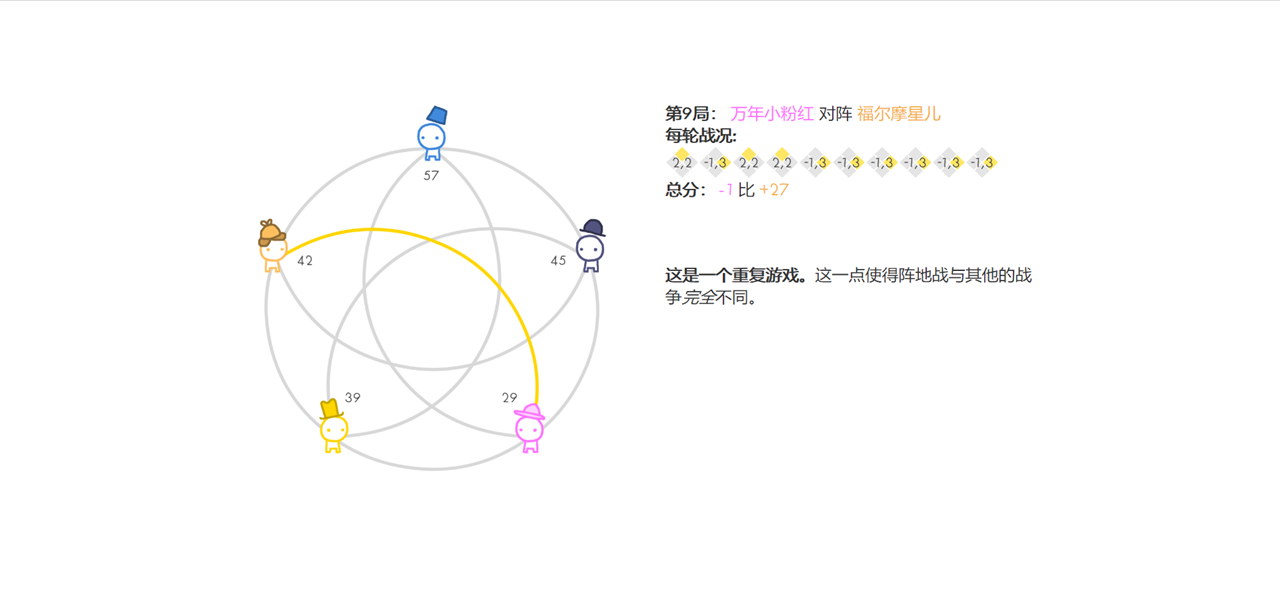 第9局： 万年小粉红 对阵 福尔摩星儿
每轮战况:
2,2 -1,3 2,2 2,2 -1,3 -1,3 -1,3 -1,3 -1,3 -1,3
总分： -1 比 +27
这是一个重复游戏。这一点使得阵地战与其他的战
争完全不同。
57
42
45
39
29